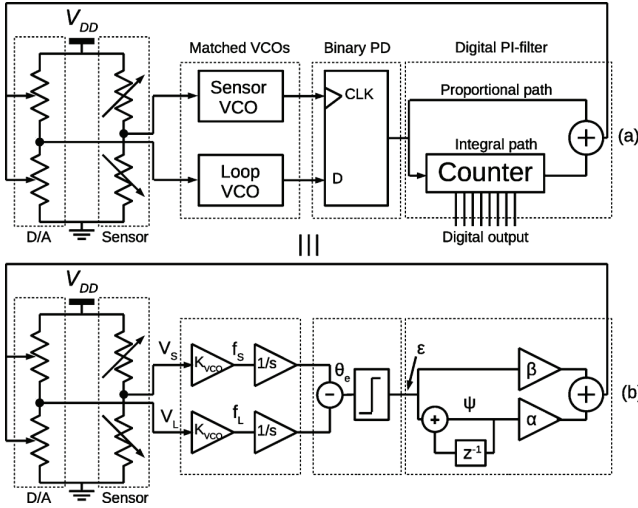 V_DD
Matched VCOs
Binary PD
Digital PI-filter
Sensor VCO
CLK
Proportional path
+
(a)
Integral path
Loop VCO
D
Counter
D/A
Sensor
Digital output
|||
V_DD
V_S
K_VCO
f_S
1/s
θ_e
ε
β
(b)
V_L
K_VCO
f_L
1/s
−
+
ψ
α
+
z^-1
D/A
Sensor